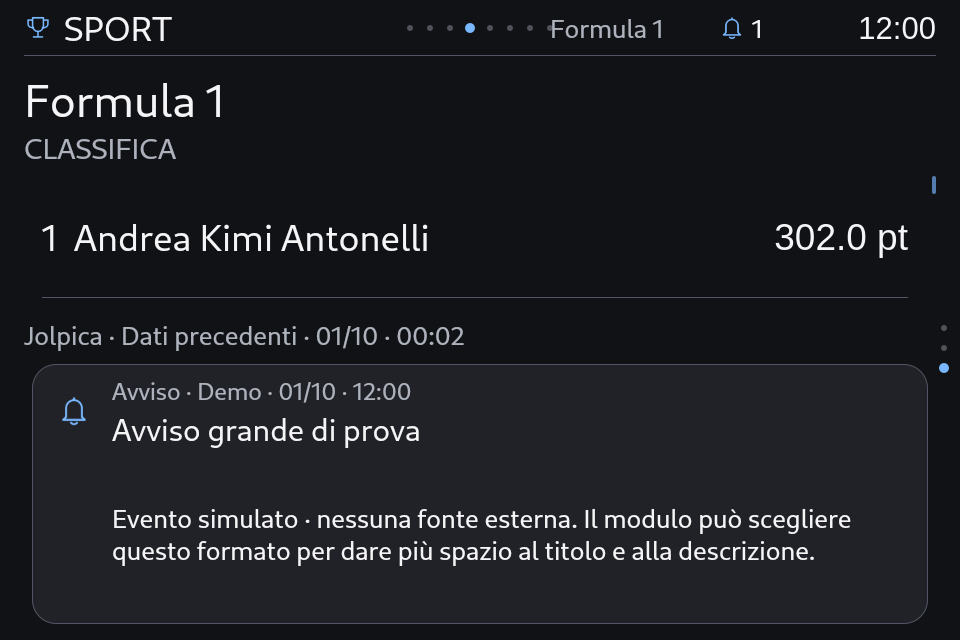 SPORT
Formula 1
1
12:00
Formula 1
CLASSIFICA
1 Andrea Kimi Antonelli 302.0 pt
Jolpica · Dati precedenti · 01/10 · 00:02
Avviso · Demo · 01/10 · 12:00
Avviso grande di prova
Evento simulato · nessuna fonte esterna. Il modulo può scegliere
questo formato per dare più spazio al titolo e alla descrizione.